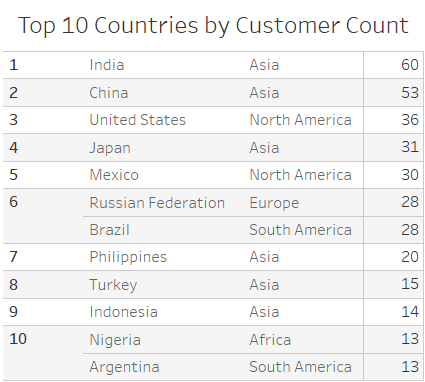 Top 10 Countries by Customer Count
1 India Asia 60
2 China Asia 53
3 United States North America 36
4 Japan Asia 31
5 Mexico North America 30
6 Russian Federation Europe 28
Brazil South America 28
7 Philippines Asia 20
8 Turkey Asia 15
9 Indonesia Asia 14
10 Nigeria Africa 13
Argentina South America 13